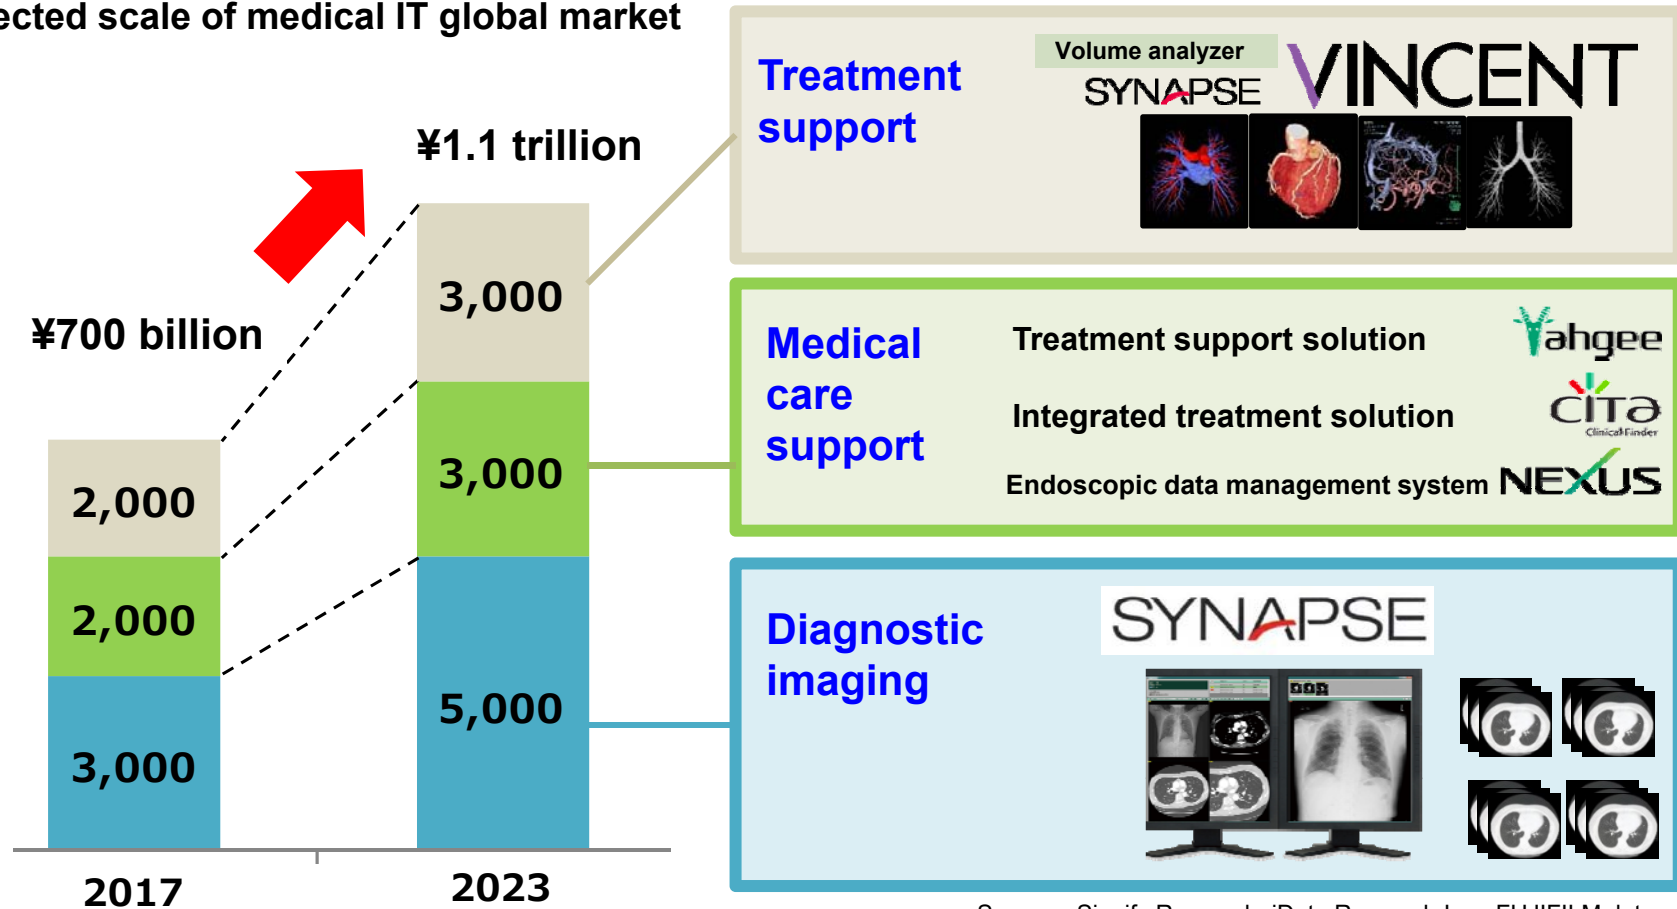 scale of medical IT global market
¥1.1 trillion
¥700 billion
3,000
3,000
5,000
2,000
2,000
3,000
2017
2023
Treatment
support
Volume analyzer
SYNAPSE VINCENT
Medical
care
support
Treatment support solution
Yahgee
Integrated treatment solution
CITA
Clinical Finder
Endoscopic data management system NEXUS
Diagnostic
imaging
SYNAPSE